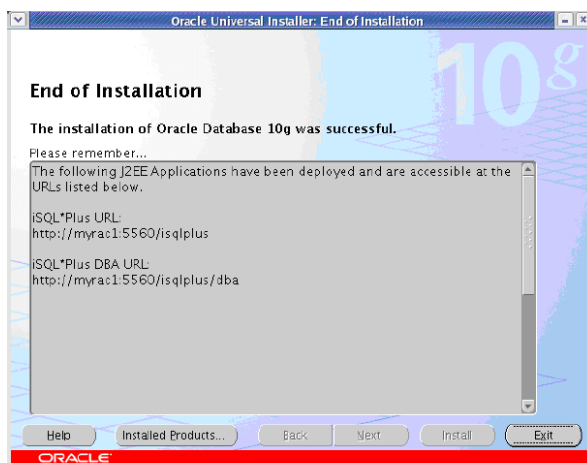 Oracle Universal Installer: End of Installation
10g
End of Installation
The installation of Oracle Database 10g was successful.
Please remember...
The following J2EE Applications have been deployed and are accessible at the
URLs listed below.
iSQL*Plus URL:
http://myrac1:5560/isqlplus
iSQL*Plus DBA URL:
http://myrac1:5560/isqlplus/dba
Help Installed Products... Back Next Install Exit
ORACLE